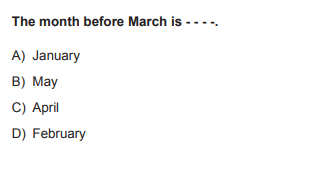 The month before March is - - - -.
A) January
B) May
C) April
D) February